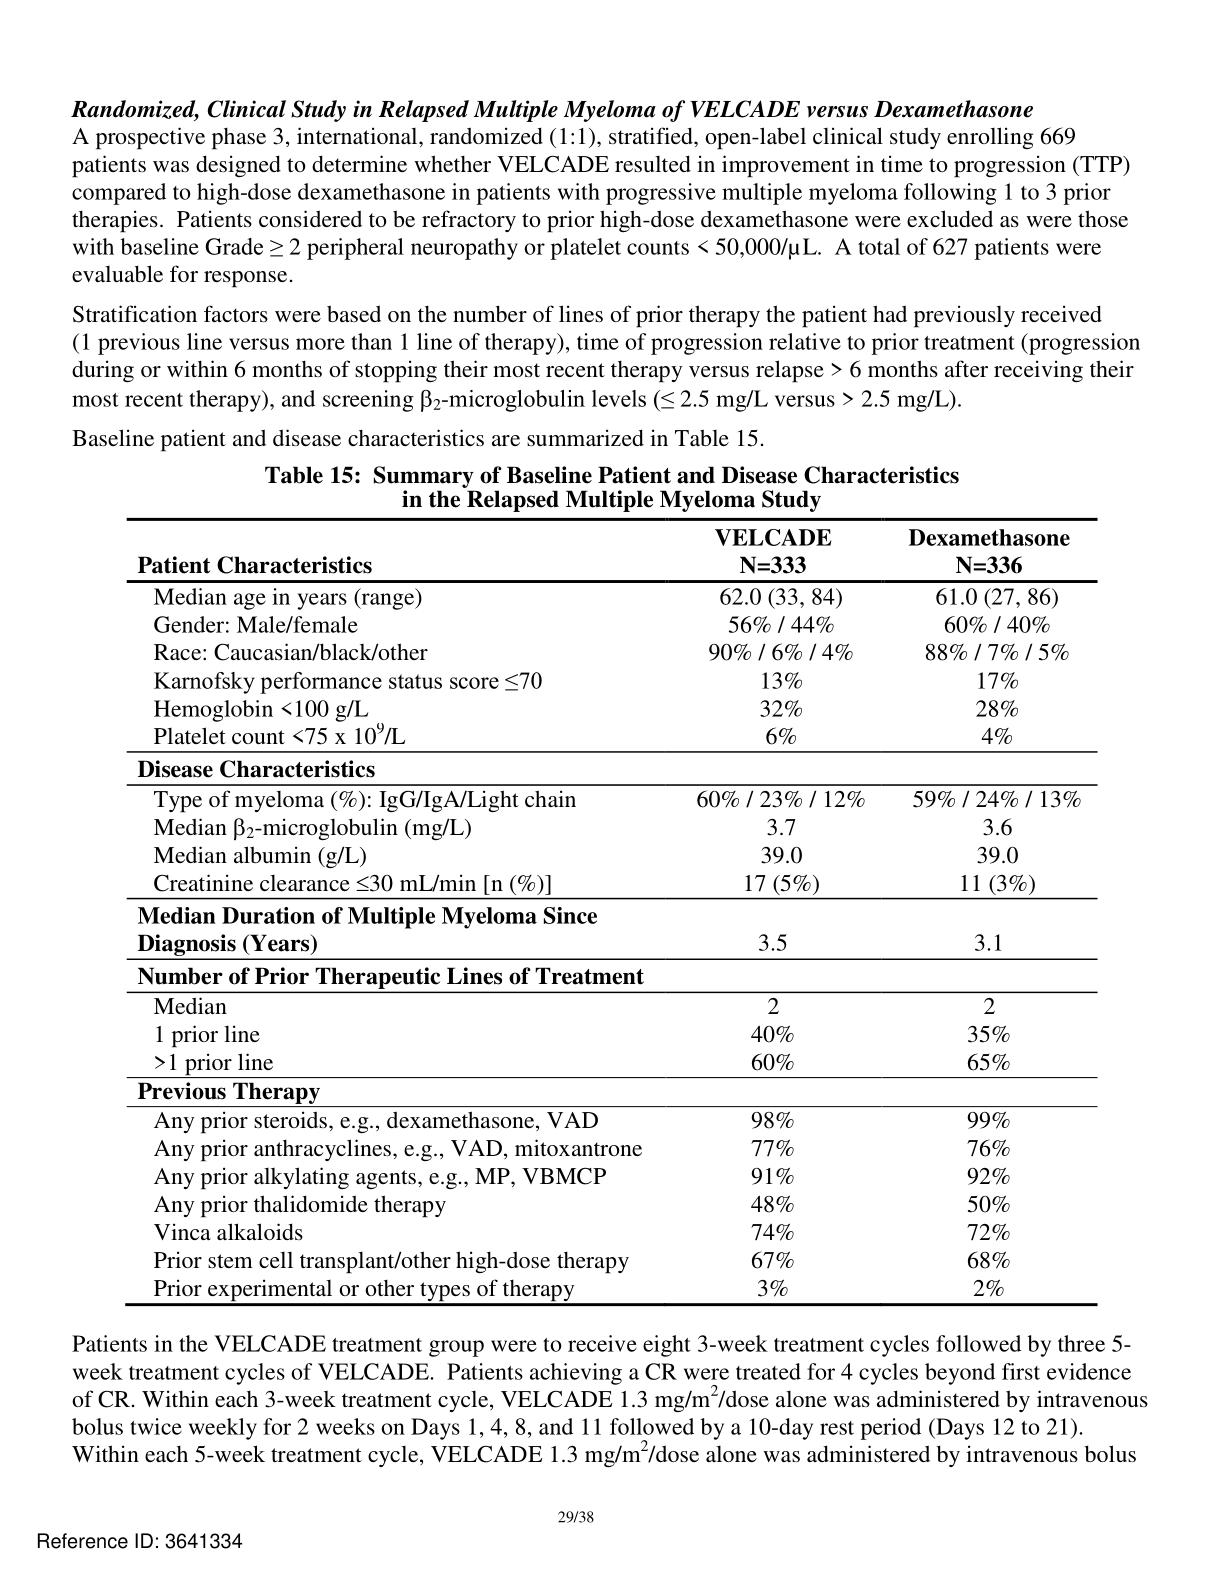 Randomized, Clinical Study in Relapsed Multiple Myeloma of VELCADE versus Dexamethasone
A prospective phase 3, international, randomized (1:1), stratified, open-label clinical study enrolling 669
patients was designed to determine whether VELCADE resulted in improvement in time to progression (TTP)
compared to high-dose dexamethasone in patients with progressive multiple myeloma following 1 to 3 prior
therapies.  Patients considered to be refractory to prior high-dose dexamethasone were excluded as were those
with baseline Grade ≥ 2 peripheral neuropathy or platelet counts < 50,000/µL.  A total of 627 patients were
evaluable for response.
Stratification factors were based on the number of lines of prior therapy the patient had previously received
(1 previous line versus more than 1 line of therapy), time of progression relative to prior treatment (progression
during or within 6 months of stopping their most recent therapy versus relapse > 6 months after receiving their
most recent therapy), and screening β₂-microglobulin levels (≤ 2.5 mg/L versus > 2.5 mg/L).
Baseline patient and disease characteristics are summarized in Table 15.
Table 15:  Summary of Baseline Patient and Disease Characteristics
in the Relapsed Multiple Myeloma Study
VELCADE Dexamethasone
Patient Characteristics N=333 N=336
Median age in years (range) 62.0 (33, 84) 61.0 (27, 86)
Gender: Male/female 56% / 44% 60% / 40%
Race: Caucasian/black/other 90% / 6% / 4% 88% / 7% / 5%
Karnofsky performance status score ≤70 13% 17%
Hemoglobin <100 g/L 32% 28%
Platelet count <75 x 10⁹/L 6% 4%
Disease Characteristics
Type of myeloma (%): IgG/IgA/Light chain 60% / 23% / 12% 59% / 24% / 13%
Median β₂-microglobulin (mg/L) 3.7 3.6
Median albumin (g/L) 39.0 39.0
Creatinine clearance ≤30 mL/min [n (%)] 17 (5%) 11 (3%)
Median Duration of Multiple Myeloma Since
Diagnosis (Years) 3.5 3.1
Number of Prior Therapeutic Lines of Treatment
Median 2 2
1 prior line 40% 35%
>1 prior line 60% 65%
Previous Therapy
Any prior steroids, e.g., dexamethasone, VAD 98% 99%
Any prior anthracyclines, e.g., VAD, mitoxantrone 77% 76%
Any prior alkylating agents, e.g., MP, VBMCP 91% 92%
Any prior thalidomide therapy 48% 50%
Vinca alkaloids 74% 72%
Prior stem cell transplant/other high-dose therapy 67% 68%
Prior experimental or other types of therapy 3% 2%
Patients in the VELCADE treatment group were to receive eight 3-week treatment cycles followed by three 5-
week treatment cycles of VELCADE.  Patients achieving a CR were treated for 4 cycles beyond first evidence
of CR. Within each 3-week treatment cycle, VELCADE 1.3 mg/m²/dose alone was administered by intravenous
bolus twice weekly for 2 weeks on Days 1, 4, 8, and 11 followed by a 10-day rest period (Days 12 to 21).
Within each 5-week treatment cycle, VELCADE 1.3 mg/m²/dose alone was administered by intravenous bolus
29/38
Reference ID: 3641334